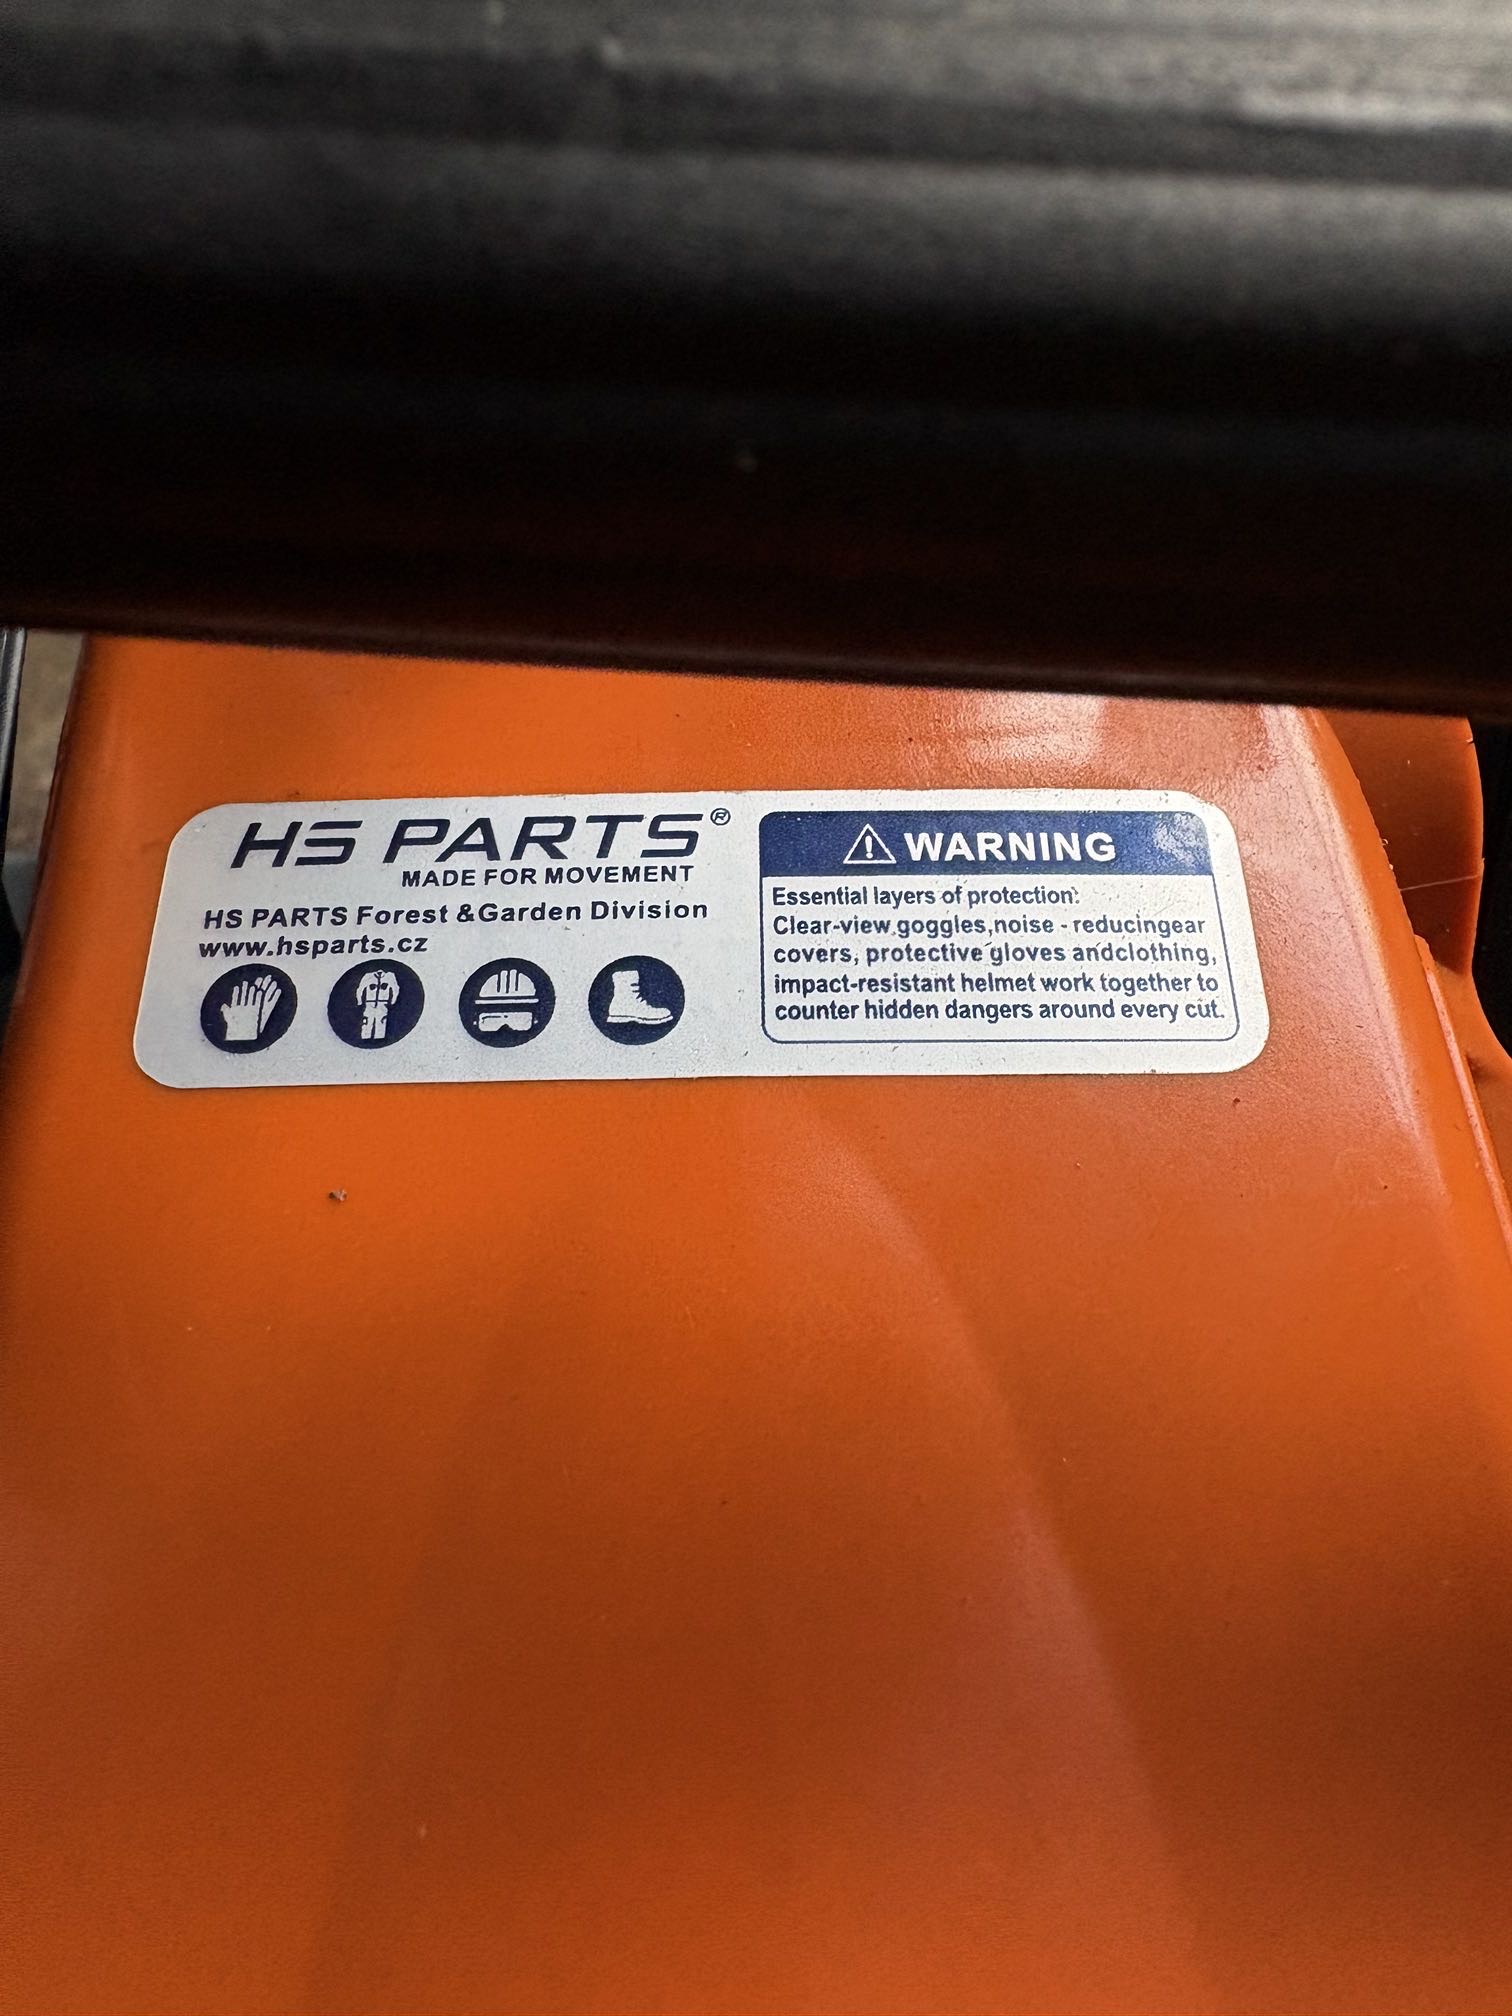 HS PARTS®
MADE FOR MOVEMENT
HS PARTS Forest &Garden Division
www.hsparts.cz
WARNING
Essential layers of protection:
Clear-view goggles,noise - reducingear
covers, protective gloves andclothing,
impact-resistant helmet work together to
counter hidden dangers around every cut.